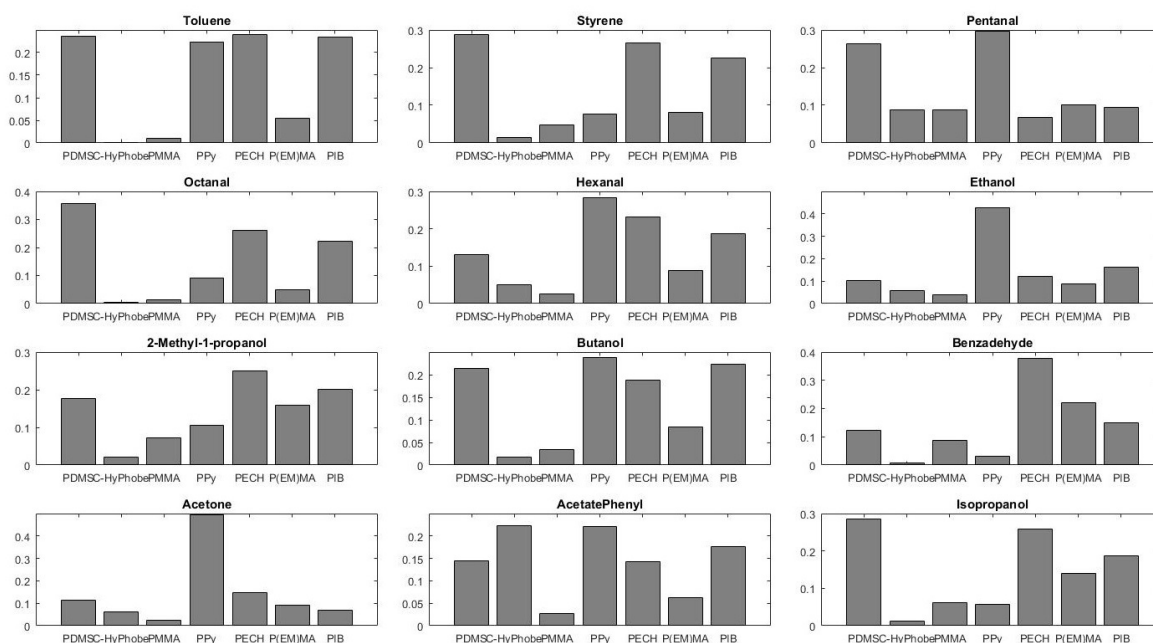 Toluene
0.2
0.15
0.1
0.05
0
PDMSC-HyPhobePMMA PPy PECH P(EM)MA PIB
Styrene
0.3
0.2
0.1
0
PDMSC-HyPhobePMMA PPy PECH P(EM)MA PIB
Pentanal
0.3
0.2
0.1
0
PDMSC-HyPhobePMMA PPy PECH P(EM)MA PIB
Octanal
0.4
0.3
0.2
0.1
0
PDMSC-HyPhobePMMA PPy PECH P(EM)MA PIB
Hexanal
0.3
0.2
0.1
0
PDMSC-HyPhobePMMA PPy PECH P(EM)MA PIB
Ethanol
0.4
0.3
0.2
0.1
0
PDMSC-HyPhobePMMA PPy PECH P(EM)MA PIB
2-Methyl-1-propanol
0.3
0.2
0.1
0
PDMSC-HyPhobePMMA PPy PECH P(EM)MA PIB
Butanol
0.2
0.15
0.1
0.05
0
PDMSC-HyPhobePMMA PPy PECH P(EM)MA PIB
Benzadehyde
0.4
0.3
0.2
0.1
0
PDMSC-HyPhobePMMA PPy PECH P(EM)MA PIB
Acetone
0.4
0.3
0.2
0.1
0
PDMSC-HyPhobePMMA PPy PECH P(EM)MA PIB
AcetatePhenyl
0.2
0.15
0.1
0.05
0
PDMSC-HyPhobePMMA PPy PECH P(EM)MA PIB
Isopropanol
0.3
0.2
0.1
0
PDMSC-HyPhobePMMA PPy PECH P(EM)MA PIB